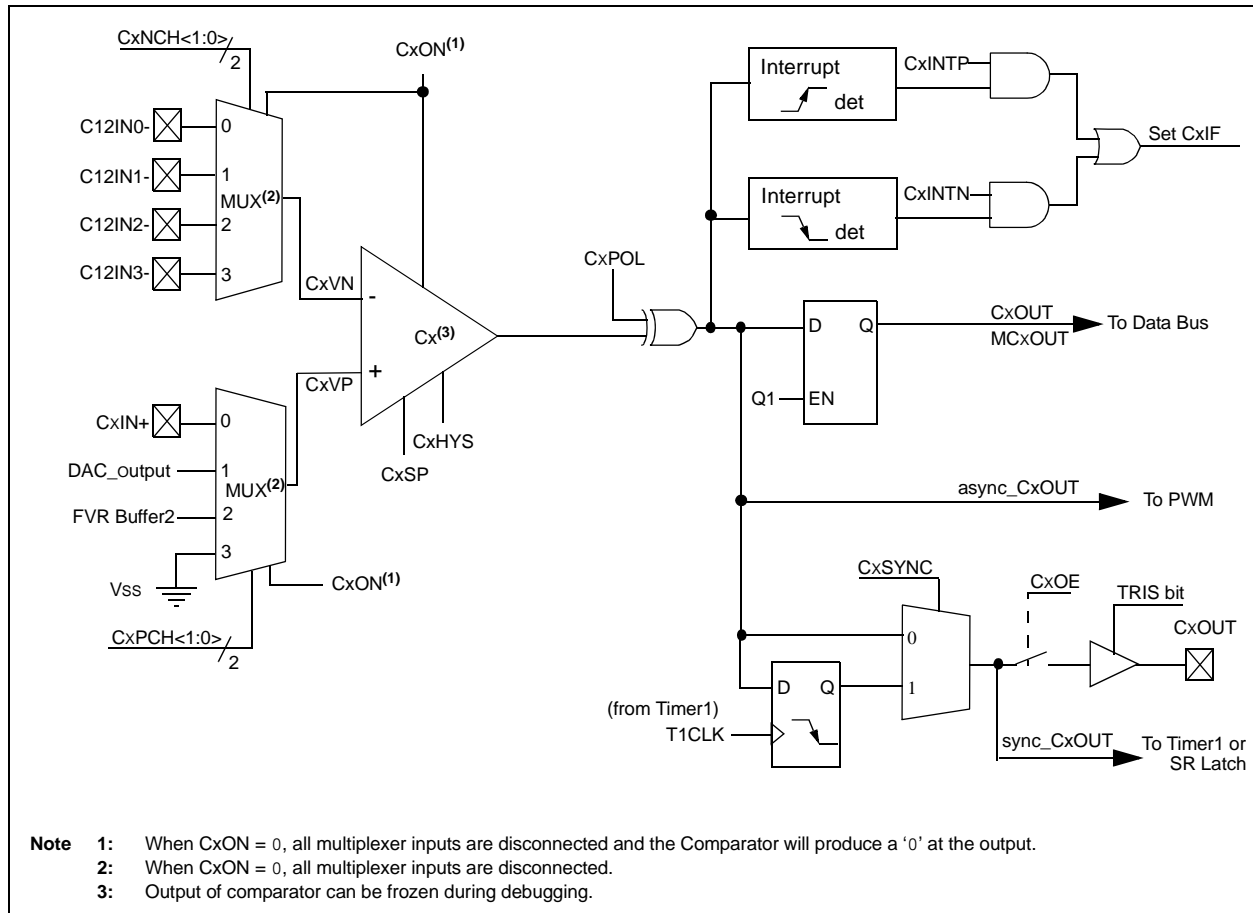 CxNCH<1:0>
2
CxON(1)
C12IN0-
0
C12IN1-
1
MUX(2)
C12IN2-
2
C12IN3-
3
CxVN
-
Cx(3)
+
CxVP
CxHYS
CxSP
CxIN+
0
DAC_output
1
MUX(2)
FVR Buffer2
2
3
Vss
CxON(1)
CxPCH<1:0>
2
CxPOL
Interrupt
det
CxINTP
Interrupt
det
CxINTN
Set CxIF
D
Q
Q1
EN
CxOUT
MCxOUT
To Data Bus
async_CxOUT
To PWM
CxSYNC
0
1
D
Q
(from Timer1)
T1CLK
CxOE
TRIS bit
CxOUT
sync_CxOUT
To Timer1 or
SR Latch
Note 1: When CxON = 0, all multiplexer inputs are disconnected and the Comparator will produce a ‘0’ at the output.
2: When CxON = 0, all multiplexer inputs are disconnected.
3: Output of comparator can be frozen during debugging.